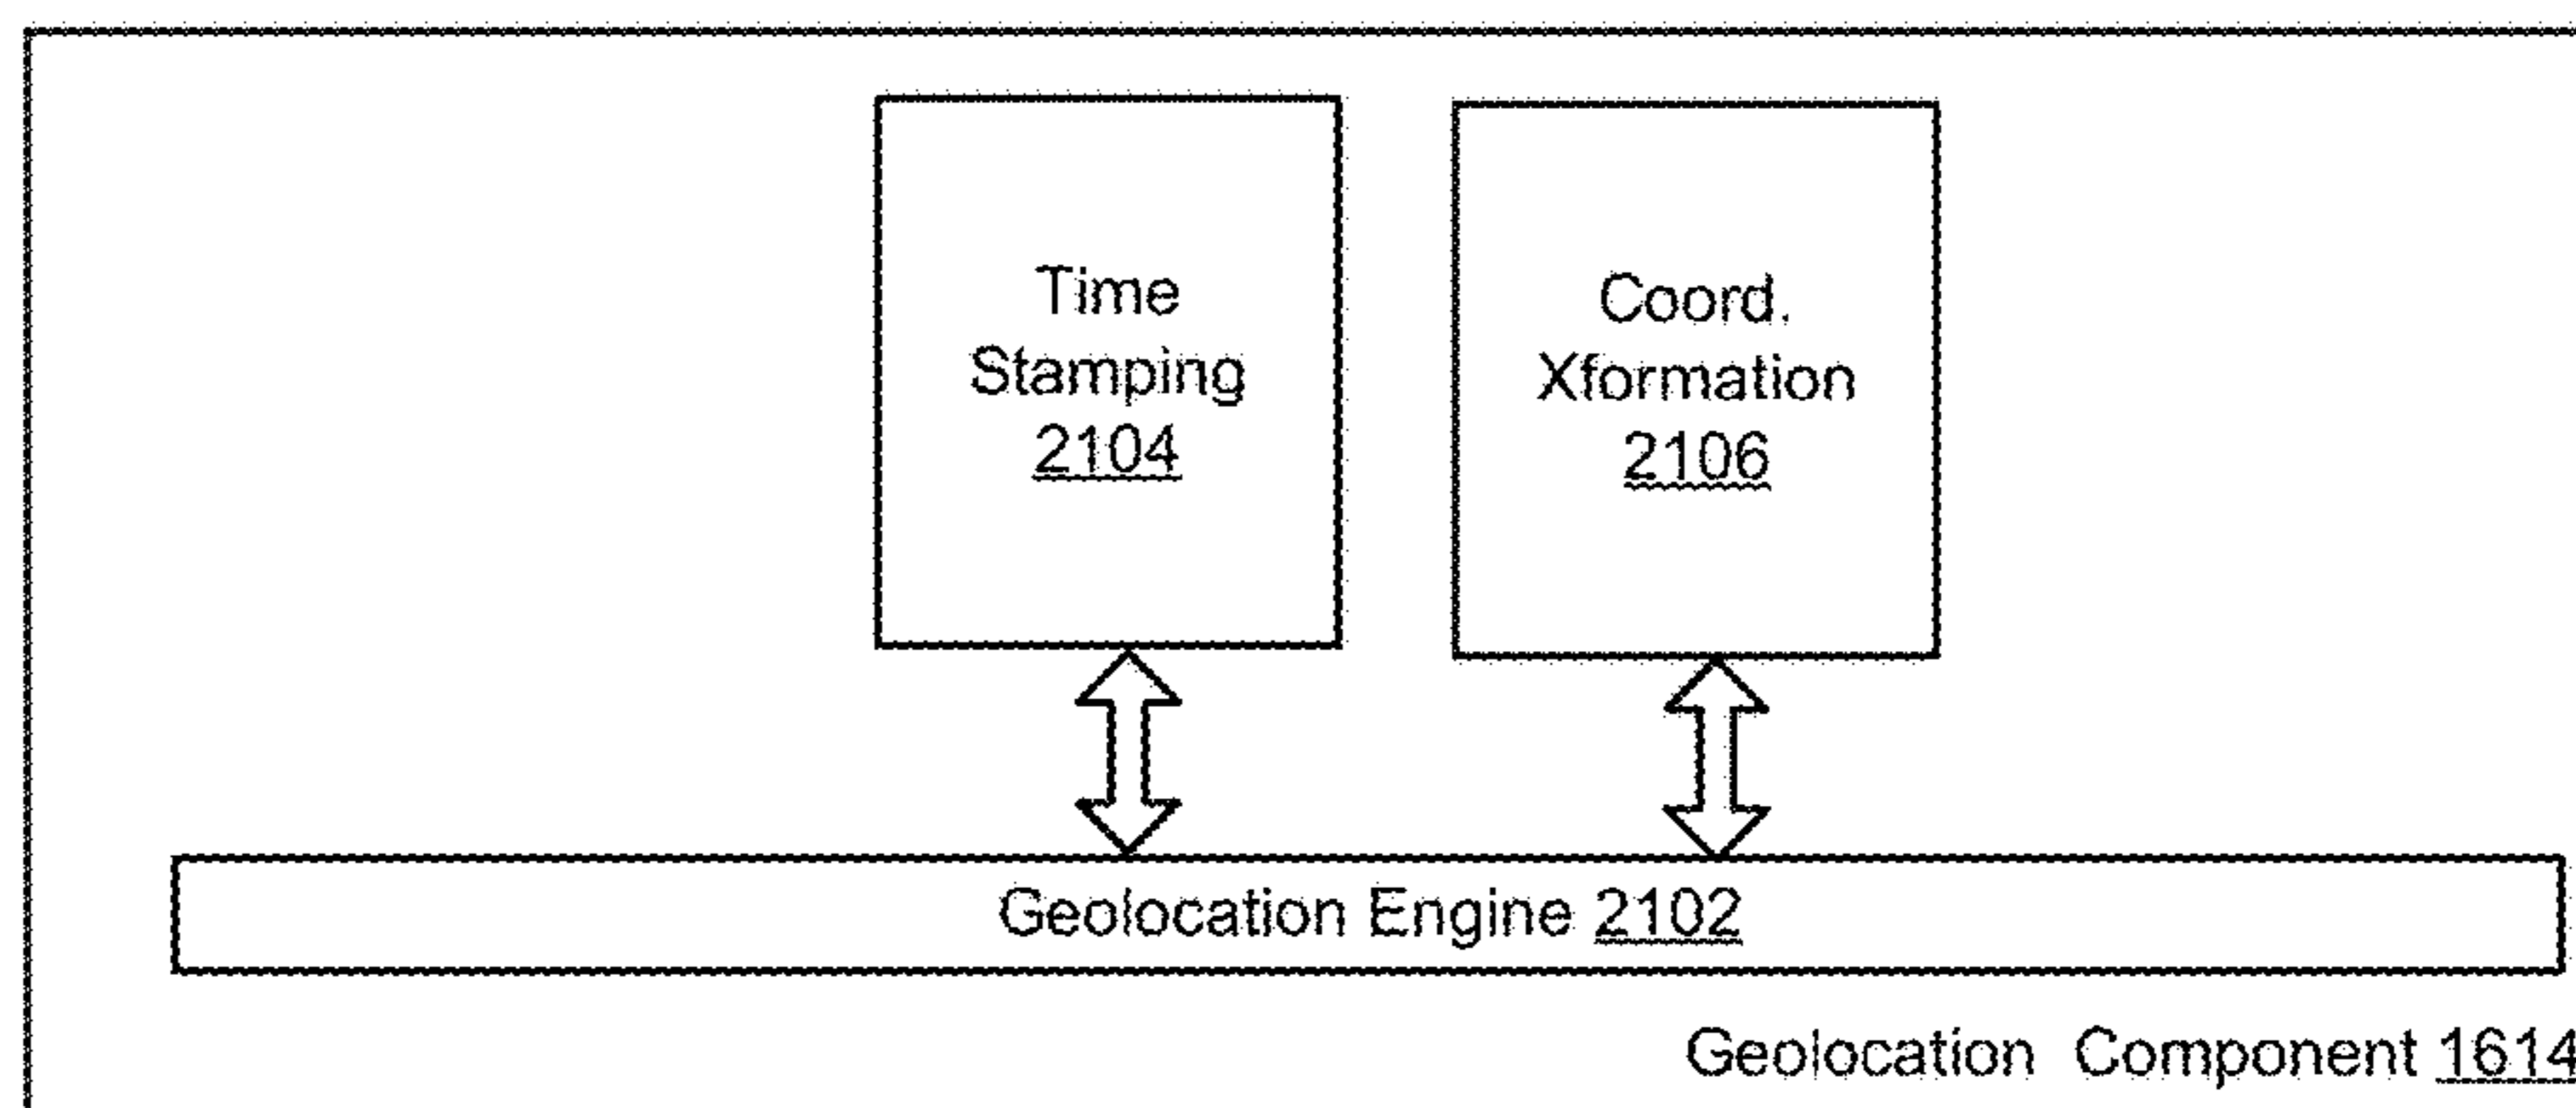 Time
Stamping
2104
Coord.
Xformation
2106
Geolocation Engine 2102
Geolocation Component 1614